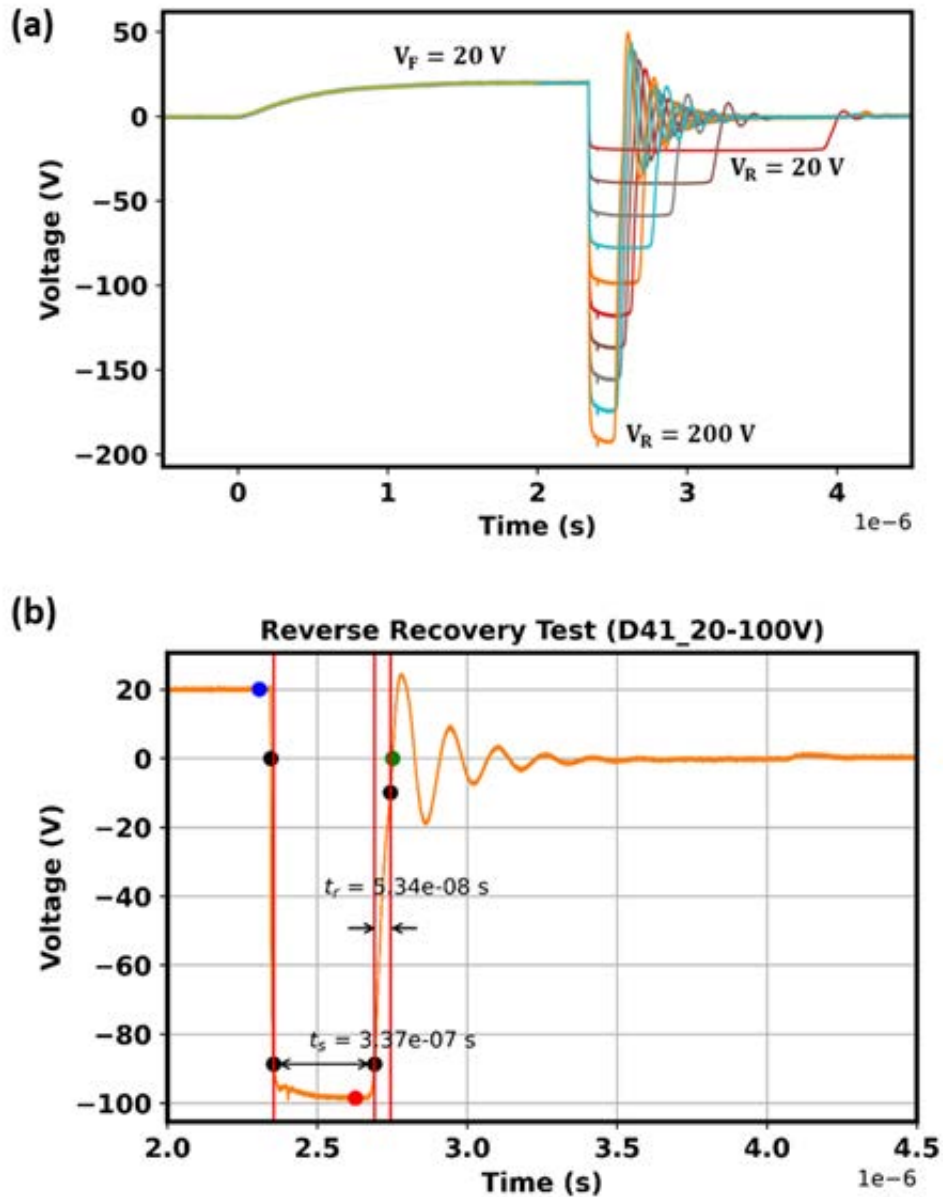 (a)
50
0
−50
−100
−150
−200
Voltage (V)
V_F = 20 V
V_R = 20 V
V_R = 200 V
0 1 2 3 4
Time (s)
1e−6
(b)
Reverse Recovery Test (D41_20-100V)
20
0
−20
−40
−60
−80
−100
Voltage (V)
t_r = 5.34e-08 s
t_s = 3.37e-07 s
2.0 2.5 3.0 3.5 4.0 4.5
Time (s)
1e−6